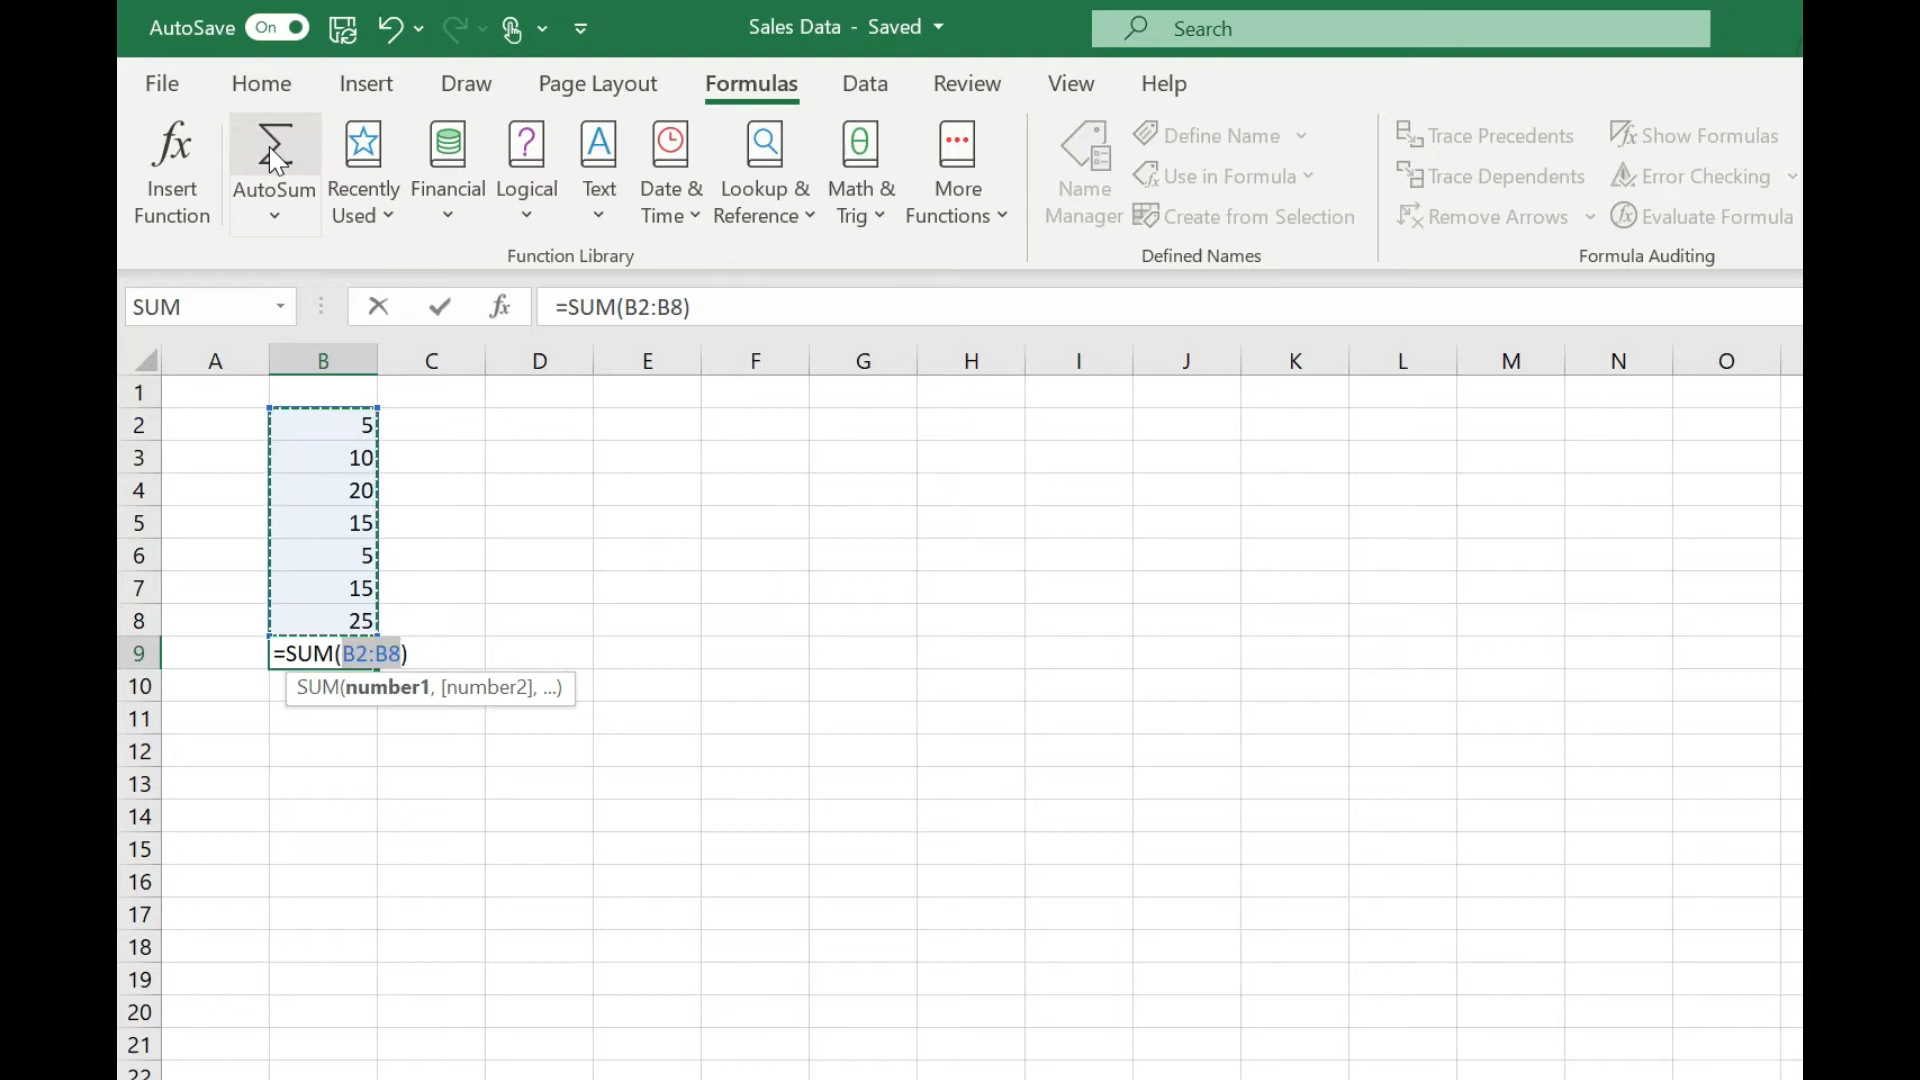 AutoSave On Sales Data - Saved Search
File Home Insert Draw Page Layout Formulas Data Review View Help
Insert Function
AutoSum
Recently Used
Financial
Logical
Text
Date & Time
Lookup & Reference
Math & Trig
More Functions
Function Library
Name Manager
Define Name
Use in Formula
Create from Selection
Defined Names
Trace Precedents
Trace Dependents
Remove Arrows
Show Formulas
Error Checking
Evaluate Formula
Formula Auditing
SUM fx =SUM(B2:B8)
A B C D E F G H I J K L M N O
1
2 5
3 10
4 20
5 15
6 5
7 15
8 25
9 =SUM(B2:B8)
10 SUM(number1, [number2], ...)
11
12
13
14
15
16
17
18
19
20
21
22